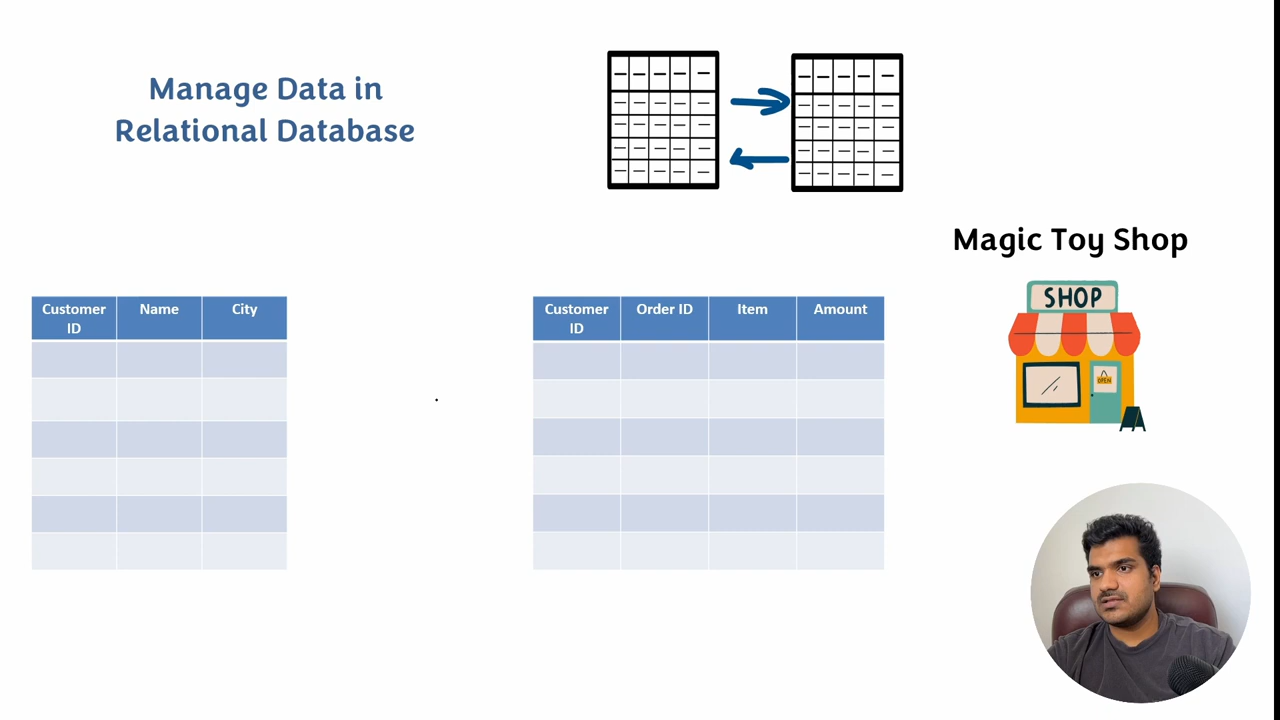 Manage Data in
Relational Database
Magic Toy Shop
SHOP
OPEN
Customer ID Name City
Customer ID Order ID Item Amount